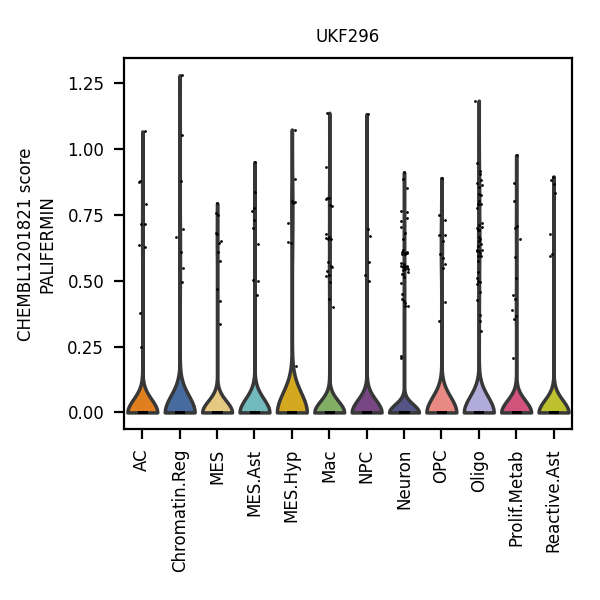 UKF296
CHEMBL1201821 score
PALIFERMIN
1.25
1.00
0.75
0.50
0.25
0.00
AC
Chromatin.Reg
MES
MES.Ast
MES.Hyp
Mac
NPC
Neuron
OPC
Oligo
Prolif.Metab
Reactive.Ast